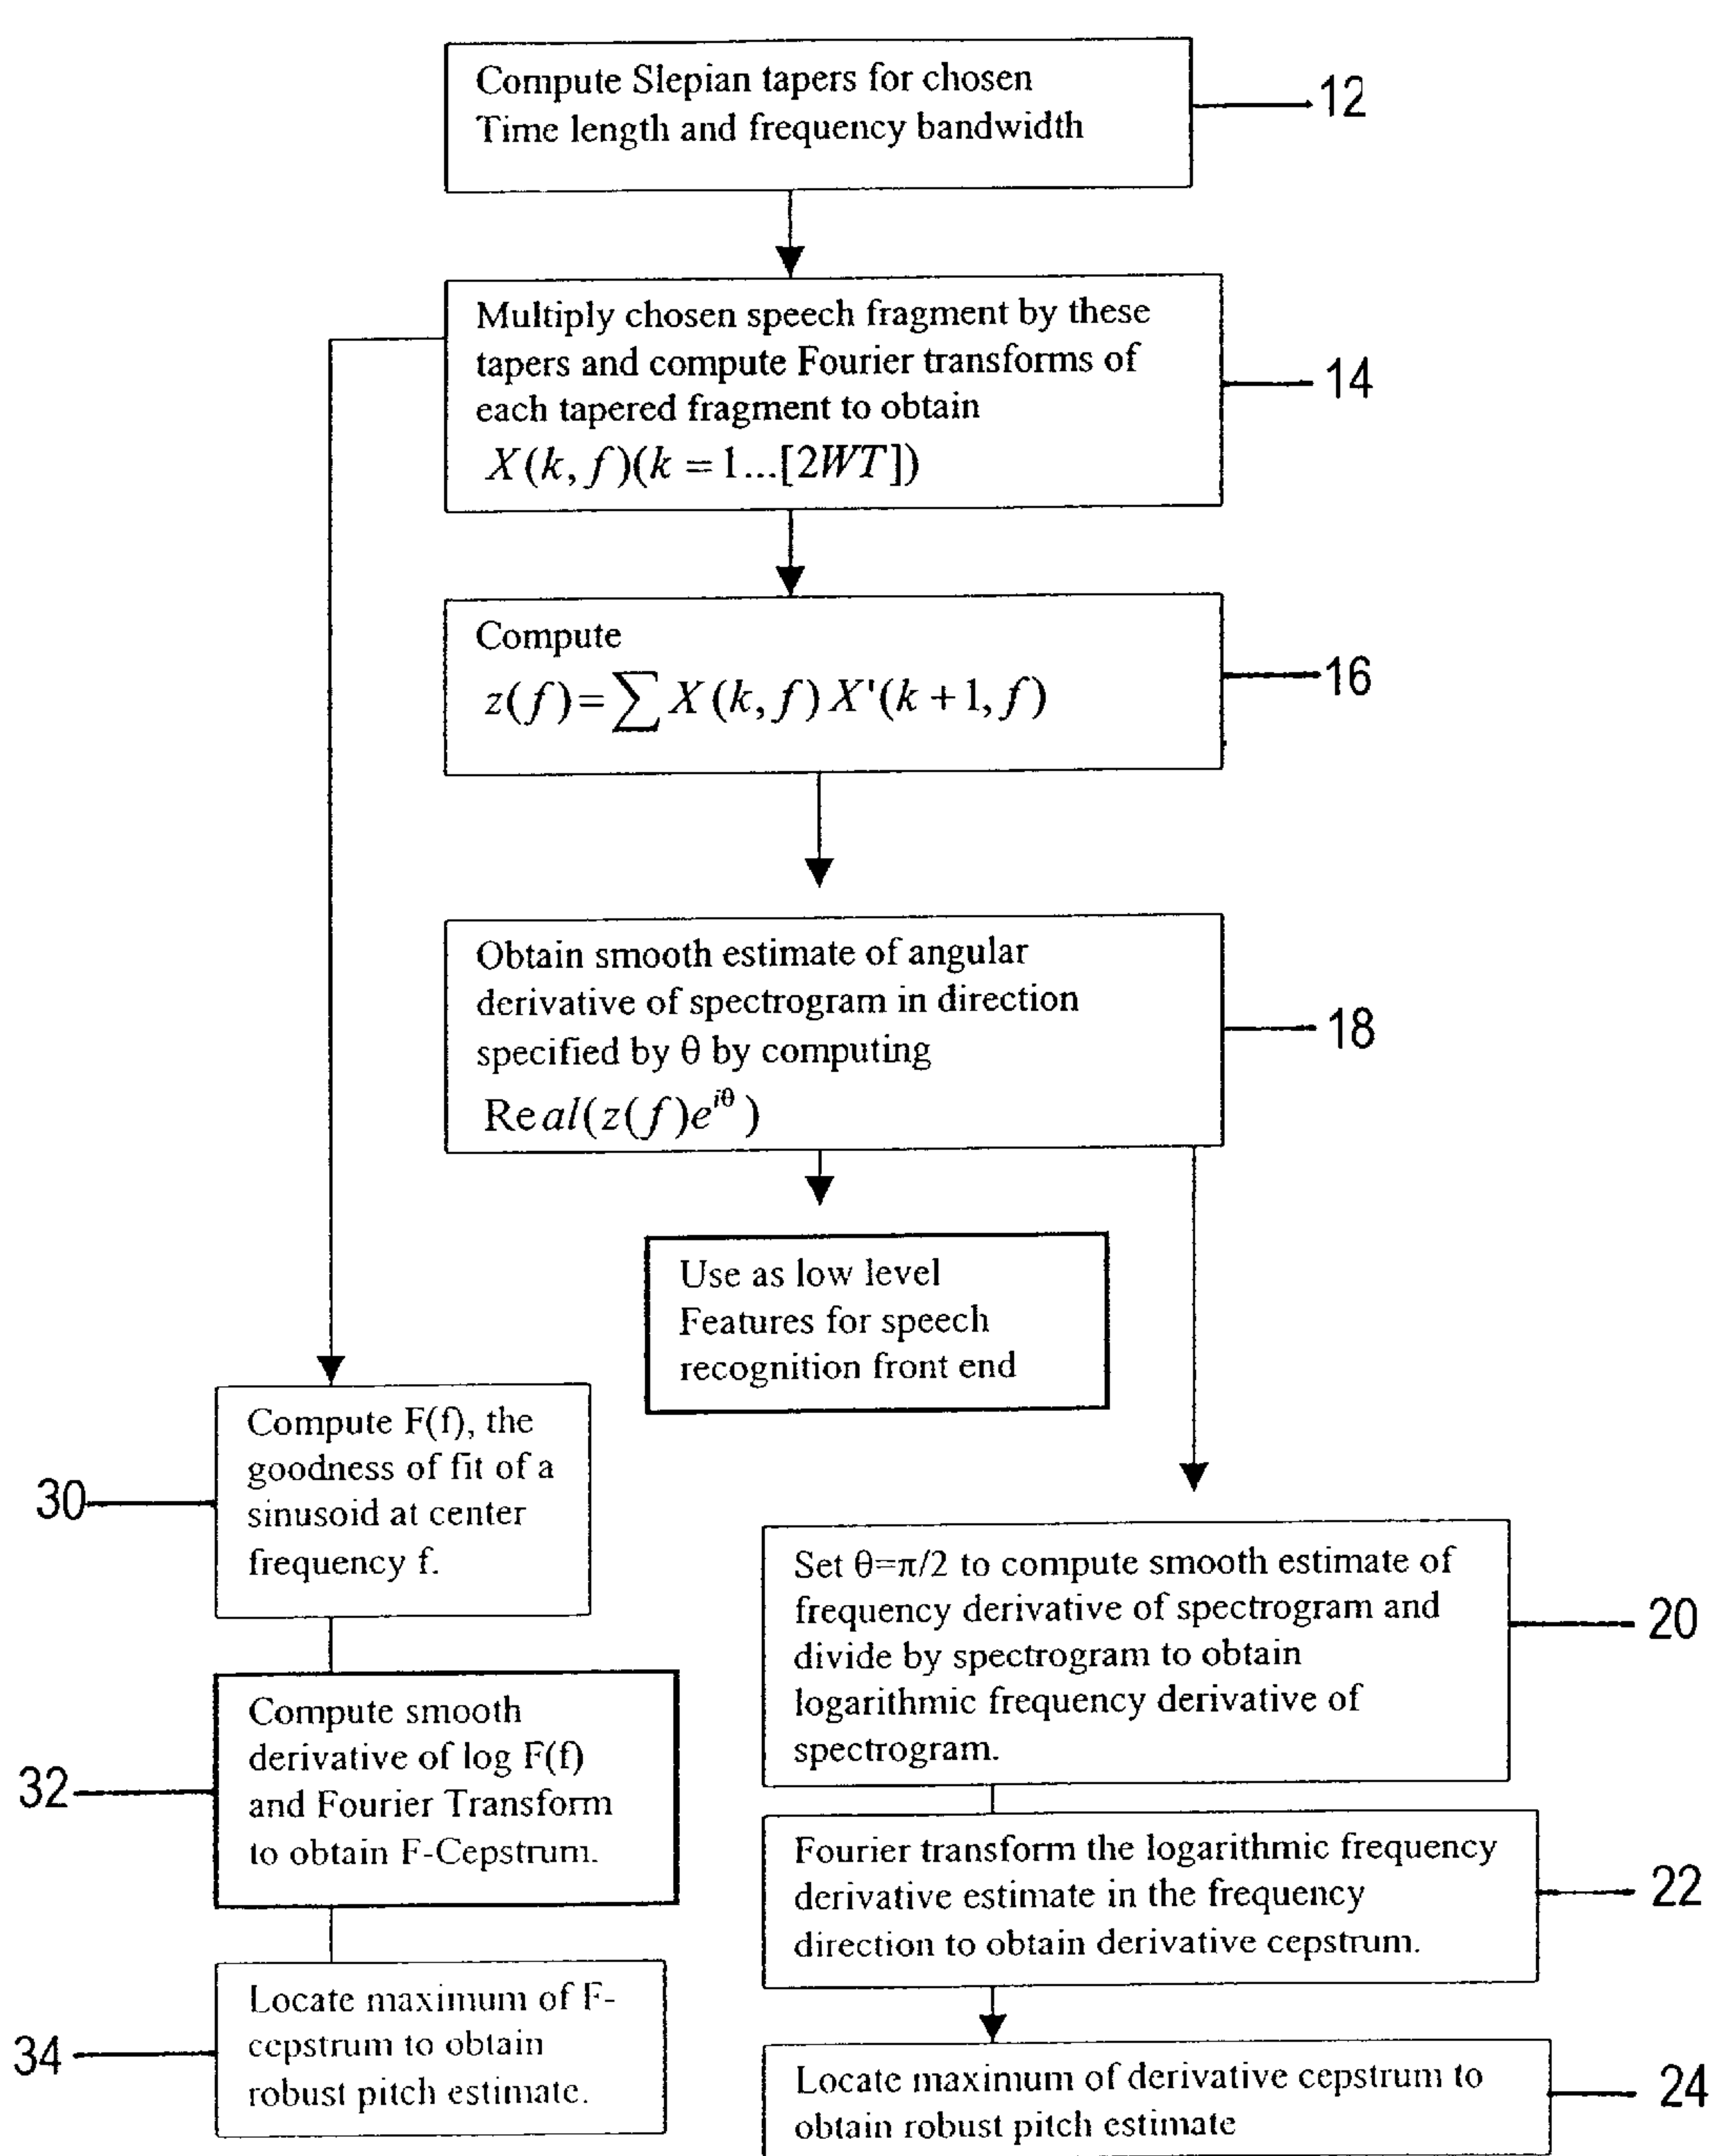 Compute Slepian tapers for chosen
Time length and frequency bandwidth
12
Multiply chosen speech fragment by these
tapers and compute Fourier transforms of
each tapered fragment to obtain
X(k,f)(k=1...[2WT])
14
Compute
z(f)=∑X(k,f)X'(k+1,f)
16
Obtain smooth estimate of angular
derivative of spectrogram in direction
specified by θ by computing
Real(z(f)e^{iθ})
18
Use as low level
Features for speech
recognition front end
Compute F(f), the
goodness of fit of a
sinusoid at center
frequency f.
30
Compute smooth
derivative of log F(f)
and Fourier Transform
to obtain F-Cepstrum.
32
Locate maximum of F-
cepstrum to obtain
robust pitch estimate.
34
Set θ=π/2 to compute smooth estimate of
frequency derivative of spectrogram and
divide by spectrogram to obtain
logarithmic frequency derivative of
spectrogram.
20
Fourier transform the logarithmic frequency
derivative estimate in the frequency
direction to obtain derivative cepstrum.
22
Locate maximum of derivative cepstrum to
obtain robust pitch estimate
24